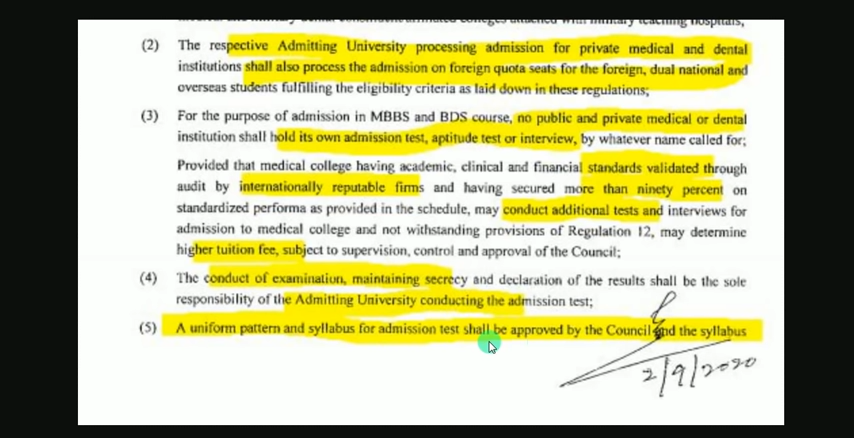 (2) The respective Admitting University processing admission for private medical and dental
institutions shall also process the admission on foreign quota seats for the foreign, dual national and
overseas students fulfilling the eligibility criteria as laid down in these regulations;
(3) For the purpose of admission in MBBS and BDS course, no public and private medical or dental
institution shall hold its own admission test, aptitude test or interview, by whatever name called for;
Provided that medical college having academic, clinical and financial standards validated through
audit by internationally reputable firms and having secured more than ninety percent on
standardized performa as provided in the schedule, may conduct additional tests and interviews for
admission to medical college and not withstanding provisions of Regulation 12, may determine
higher tuition fee, subject to supervision, control and approval of the Council;
(4) The conduct of examination, maintaining secrecy and declaration of the results shall be the sole
responsibility of the Admitting University conducting the admission test;
(5) A uniform pattern and syllabus for admission test shall be approved by the Council and the syllabus
2/9/2020